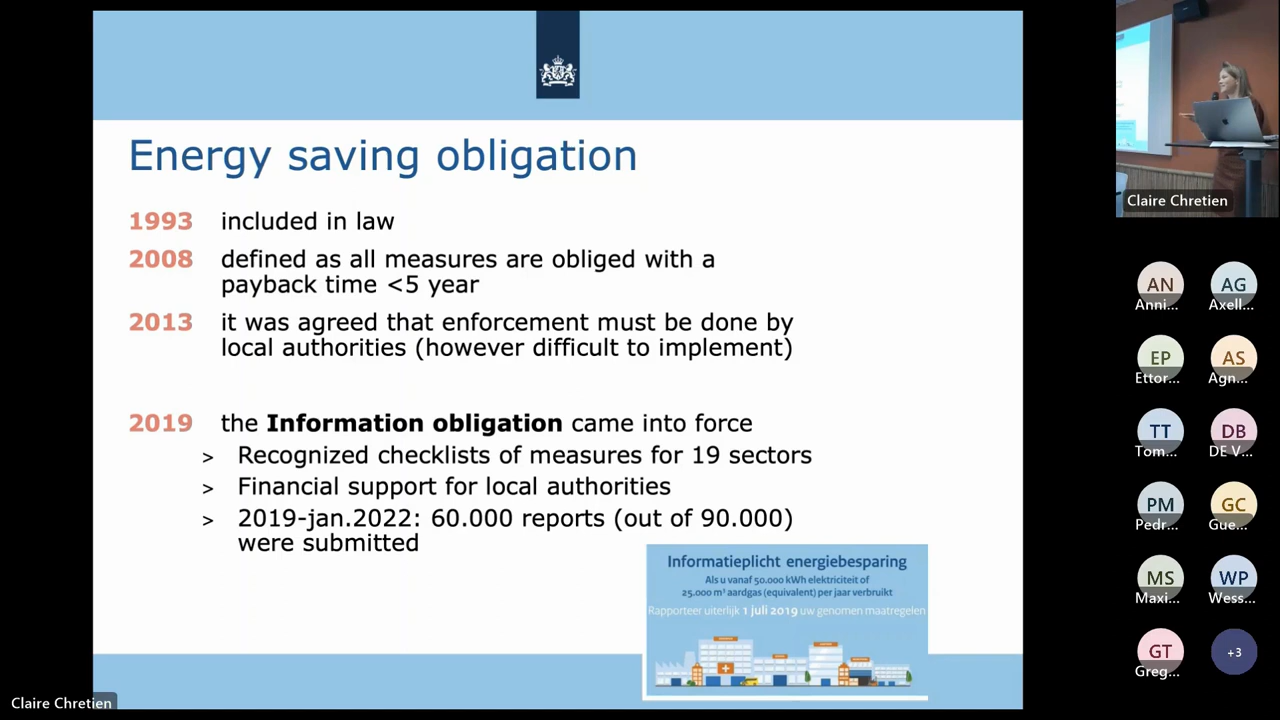 Energy saving obligation
1993 included in law
2008 defined as all measures are obliged with a
payback time <5 year
2013 it was agreed that enforcement must be done by
local authorities (however difficult to implement)
2019 the Information obligation came into force
> Recognized checklists of measures for 19 sectors
> Financial support for local authorities
> 2019-jan.2022: 60.000 reports (out of 90.000)
were submitted
Informatieplicht energiebesparing
Als u vanaf 50.000 kWh elektriciteit of
25.000 m³ aardgas (equivalent) per jaar verbruikt
Rapporteer uiterlijk 1 juli 2019 uw genomen maatregelen
Claire Chretien
AN
Anni...
AG
Axell...
EP
Ettor...
AS
Agn...
TT
Tom...
DB
DE V...
PM
Pedr...
GC
Gue...
MS
Maxi...
WP
Wess...
GT
Greg...
+3
Claire Chretien